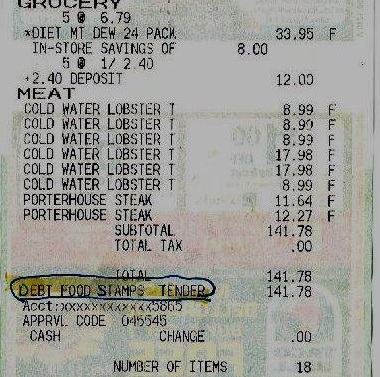 GROCERY
5 @ 6.79
*DIET MT DEW 24 PACK 33.95 F
IN-STORE SAVINGS OF 8.00
5 @ 1/ 2.40
+2.40 DEPOSIT 12.00
MEAT
COLD WATER LOBSTER T 8.99 F
COLD WATER LOBSTER T 8.99 F
COLD WATER LOBSTER T 8.99 F
COLD WATER LOBSTER T 17.98 F
COLD WATER LOBSTER T 17.98 F
COLD WATER LOBSTER T 8.99 F
PORTERHOUSE STEAK 11.64 F
PORTERHOUSE STEAK 12.27 F
SUBTOTAL 141.78
TOTAL TAX .00
TOTAL 141.78
DEBT FOOD STAMPS TENDER 141.78
Acct:xxxxxxxxxxxx5865
APPRVL CODE 045545
CASH CHANGE .00
NUMBER OF ITEMS 18